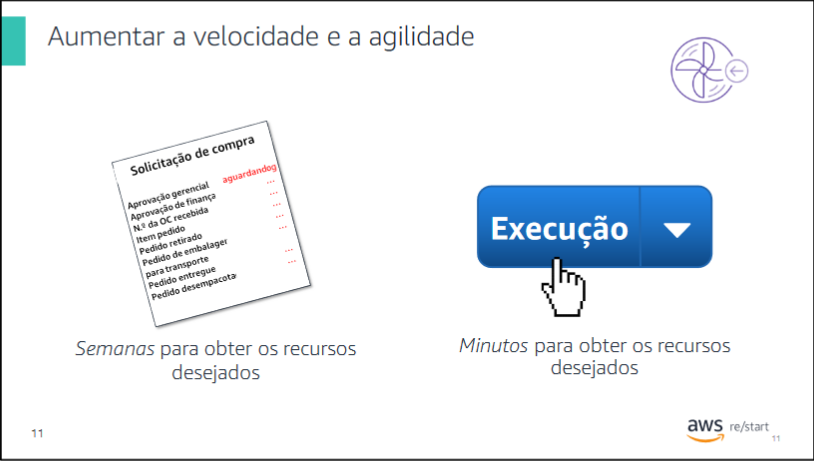 Aumentar a velocidade e a agilidade
Solicitação de compra
Aprovação gerencial aguardandog
Aprovação de finança ...
N.º da OC recebida ...
Item pedido ...
Pedido retirado ...
Pedido de embalager
para transporte ...
Pedido entregue ...
Pedido desempacota
Execução
Semanas para obter os recursos
desejados
Minutos para obter os recursos
desejados
11
aws re/start
11